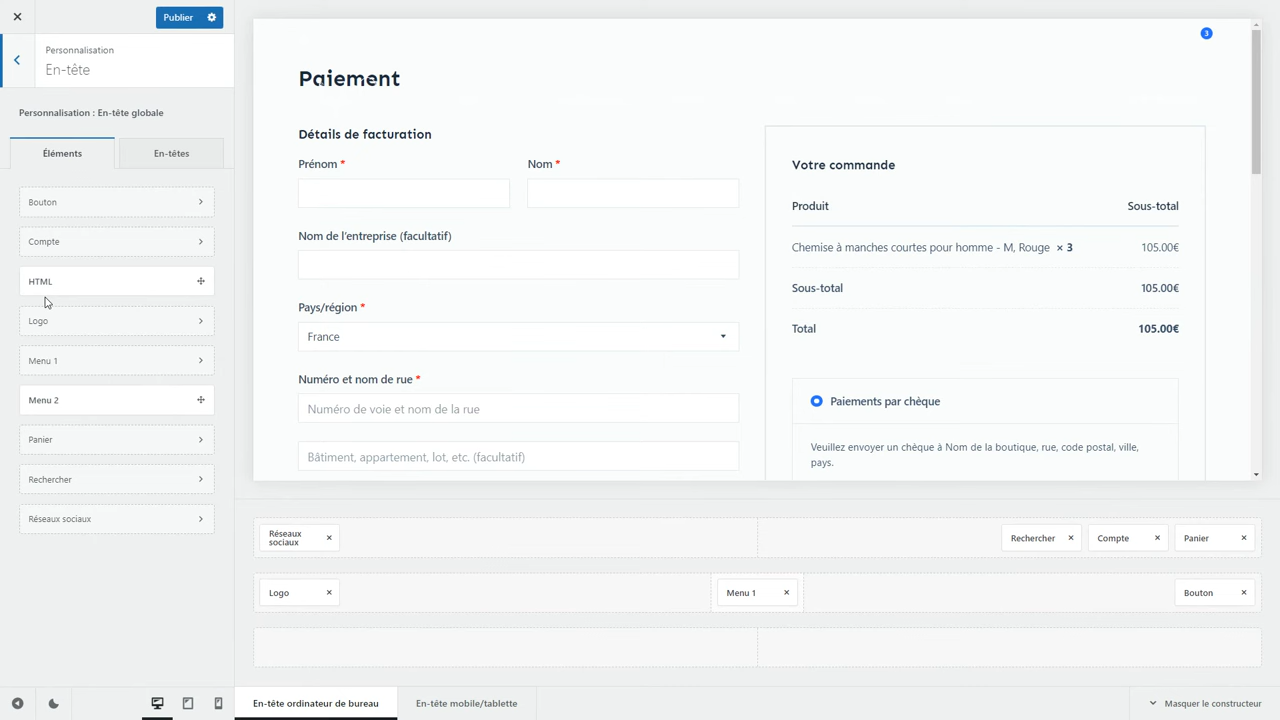 Publier
Personnalisation
En-tête
Personnalisation : En-tête globale
Éléments
En-têtes
Bouton
Compte
HTML
Logo
Menu 1
Menu 2
Panier
Rechercher
Réseaux sociaux
3
Paiement
Détails de facturation
Prénom *
Nom *
Nom de l’entreprise (facultatif)
Pays/région *
France
Numéro et nom de rue *
Numéro de voie et nom de la rue
Bâtiment, appartement, lot, etc. (facultatif)
Votre commande
Produit Sous-total
Chemise à manches courtes pour homme - M, Rouge × 3 105.00€
Sous-total 105.00€
Total 105.00€
Paiements par chèque
Veuillez envoyer un chèque à Nom de la boutique, rue, code postal, ville,
pays.
Réseaux
sociaux
Rechercher
Compte
Panier
Logo
Menu 1
Bouton
En-tête ordinateur de bureau
En-tête mobile/tablette
Masquer le constructeur